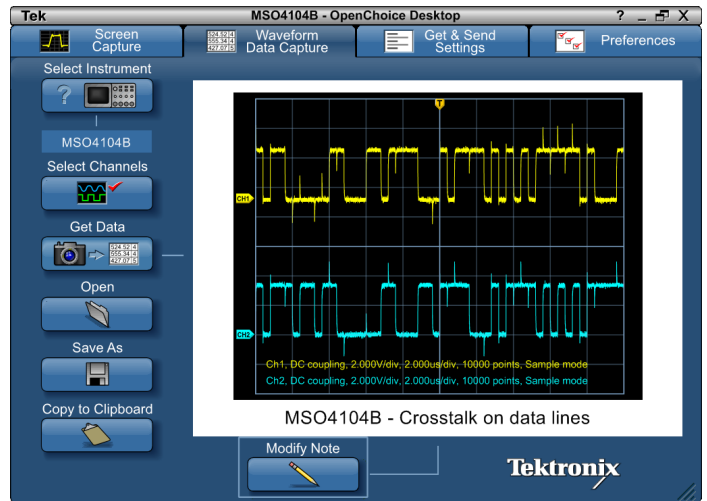 Tek MSO4104B - OpenChoice Desktop ? _ X
Screen Capture
Waveform Data Capture
Get & Send Settings
Preferences
Select Instrument
?
MSO4104B
Select Channels
Get Data
Open
Save As
Copy to Clipboard
T
CH1
CH2
Ch1, DC coupling, 2.000V/div, 2.000us/div, 10000 points, Sample mode
Ch2, DC coupling, 2.000V/div, 2.000us/div, 10000 points, Sample mode
MSO4104B - Crosstalk on data lines
Modify Note
Tektronix